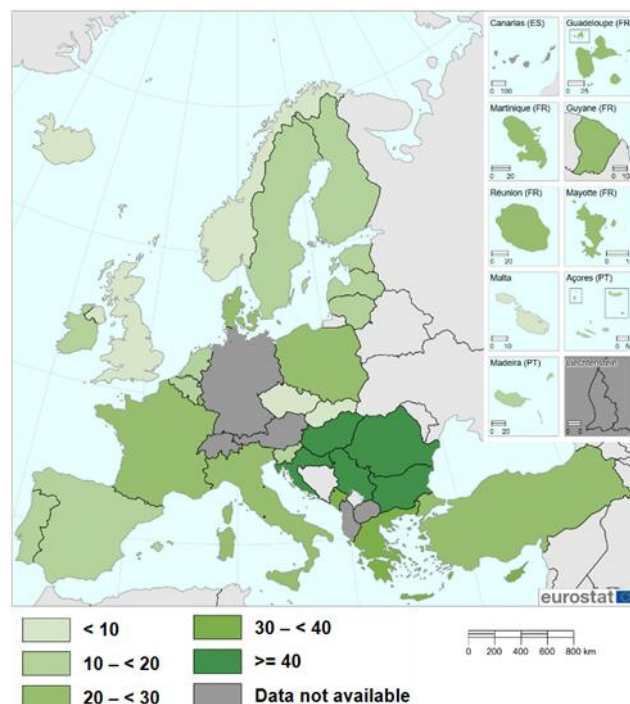 Canarias (ES)
0 100
Guadeloupe (FR)
0 25
Martinique (FR)
0 20
Guyane (FR)
0 10
Réunion (FR)
0 20
Mayotte (FR)
Malta
0 10
Açores (PT)
Madeira (PT)
0 20
Liechtenstein
eurostat
< 10
10 – < 20
20 – < 30
30 – < 40
>= 40
Data not available
0 200 400 600 800 km